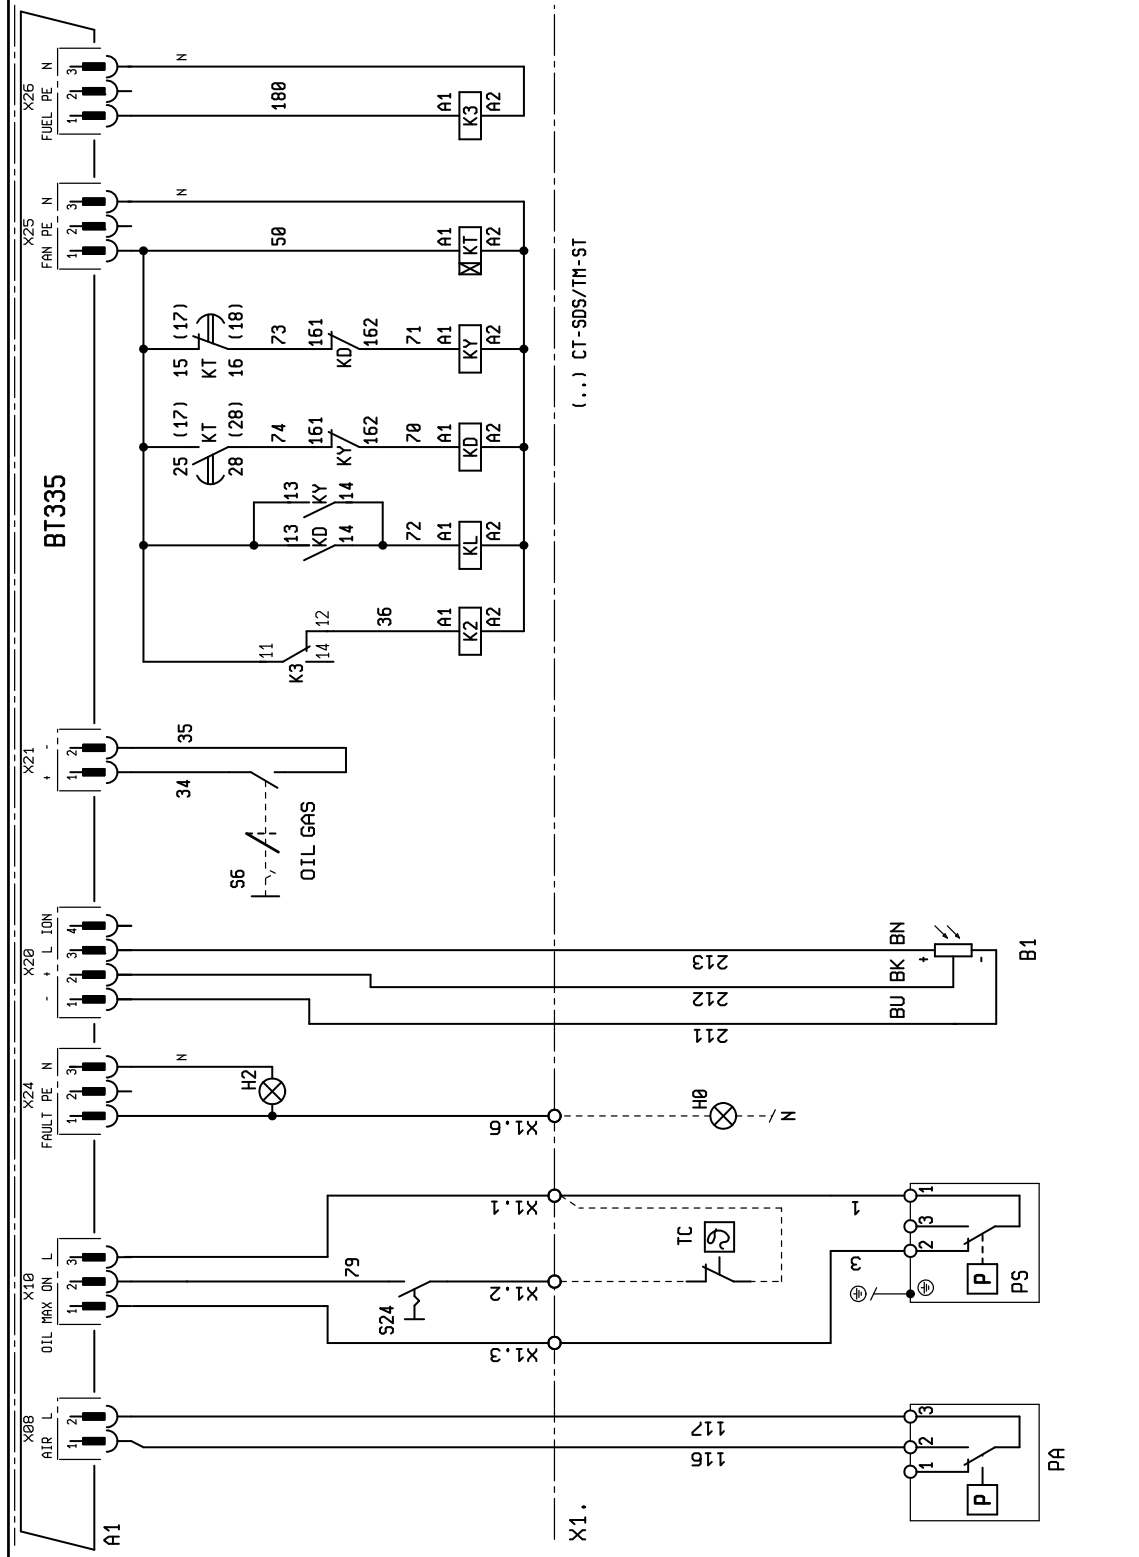 BT335
A1
X08
AIR L
1 2
X10
OIL MAX ON L
1 2 3
X24
FAULT PE N
1 2 3
X20
- + L ION
1 2 3 4
X21
+ -
1 2
X25
FAN PE N
1 2 3
X26
FUEL PE N
1 2 3
N
N
N
34
35
S6
OIL GAS
H2
79
S24
11
K3
14
12
36
A1
K2
A2
13
KD
14
13
KY
14
72
A1
KL
A2
25 (17)
KT
28 (28)
74
161
KY
162
70
A1
KD
A2
15 (17)
KT
16 (18)
73
161
KD
162
71
A1
KY
A2
50
A1
KT
A2
180
A1
K3
A2
X1.
X1.3
X1.2
X1.1
X1.6
(..) CT-SDS/TM-ST
116
117
211
212
213
TC
H0
N
1
3
BU BK BN
+
-
B1
1 2 3
P
PA
2 3 1
P
PS